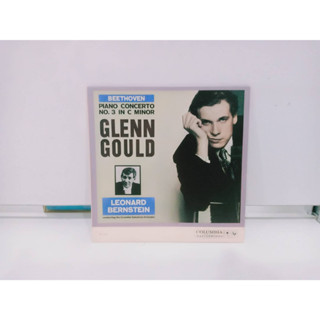 BEETHOVEN
PIANO CONCERTO
NO. 3 IN C MINOR
GLENN
GOULD
LEONARD
BERNSTEIN